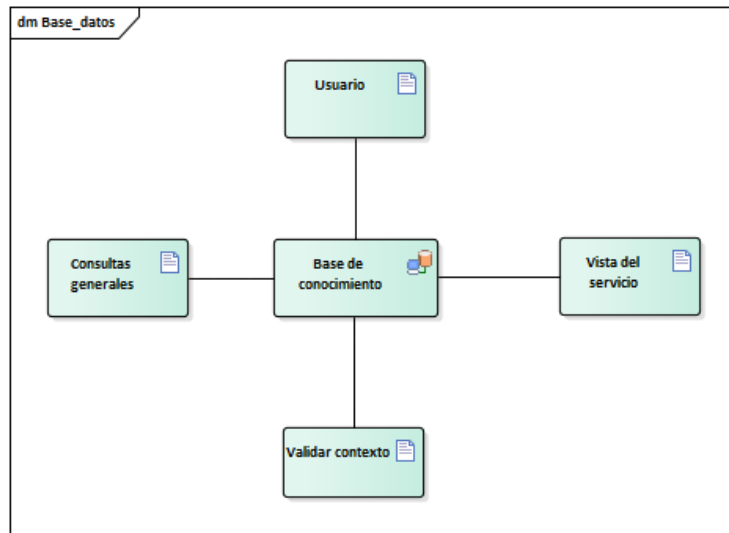 dm Base_datos
Usuario
Consultas
generales
Base de
conocimiento
Vista del
servicio
Validar contexto